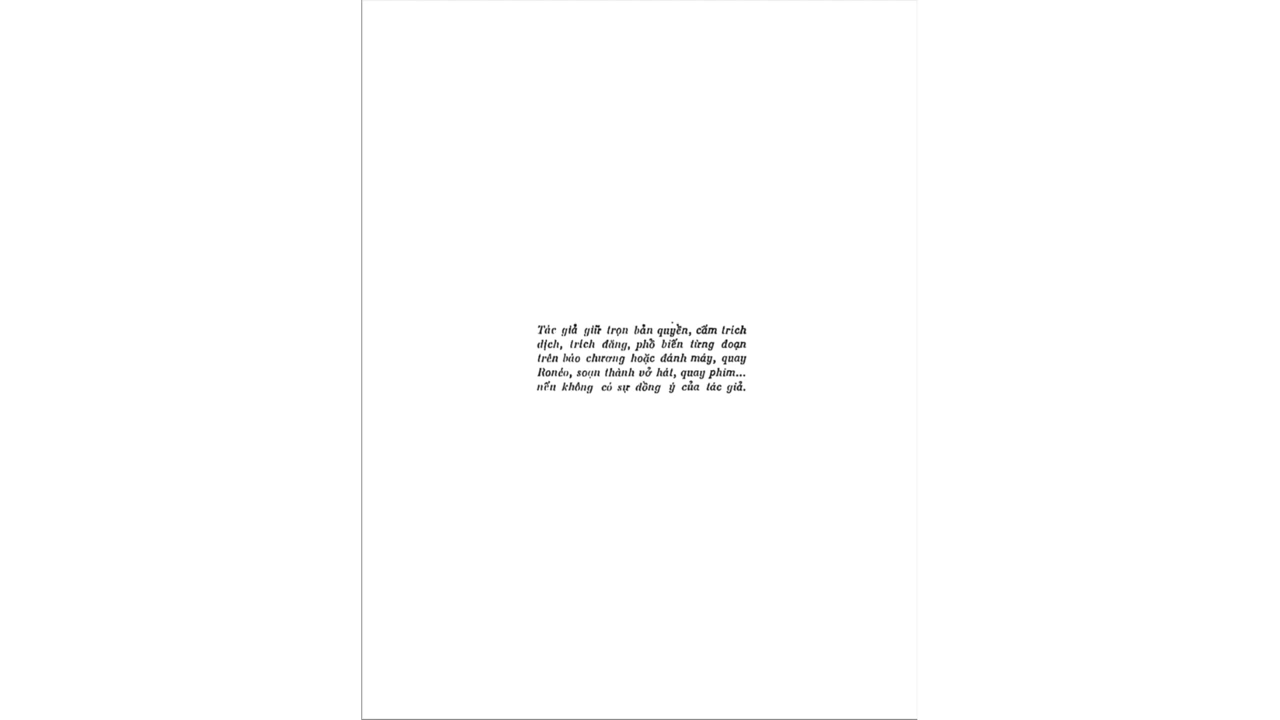 Tác giả giữ trọn bản quyền, cấm trích
dịch, trích đăng, phổ biến từng đoạn
trên báo chương hoặc đánh máy, quay
Ronéo, soạn thành vở hát, quay phim...
nếu không có sự đồng ý của tác giả.